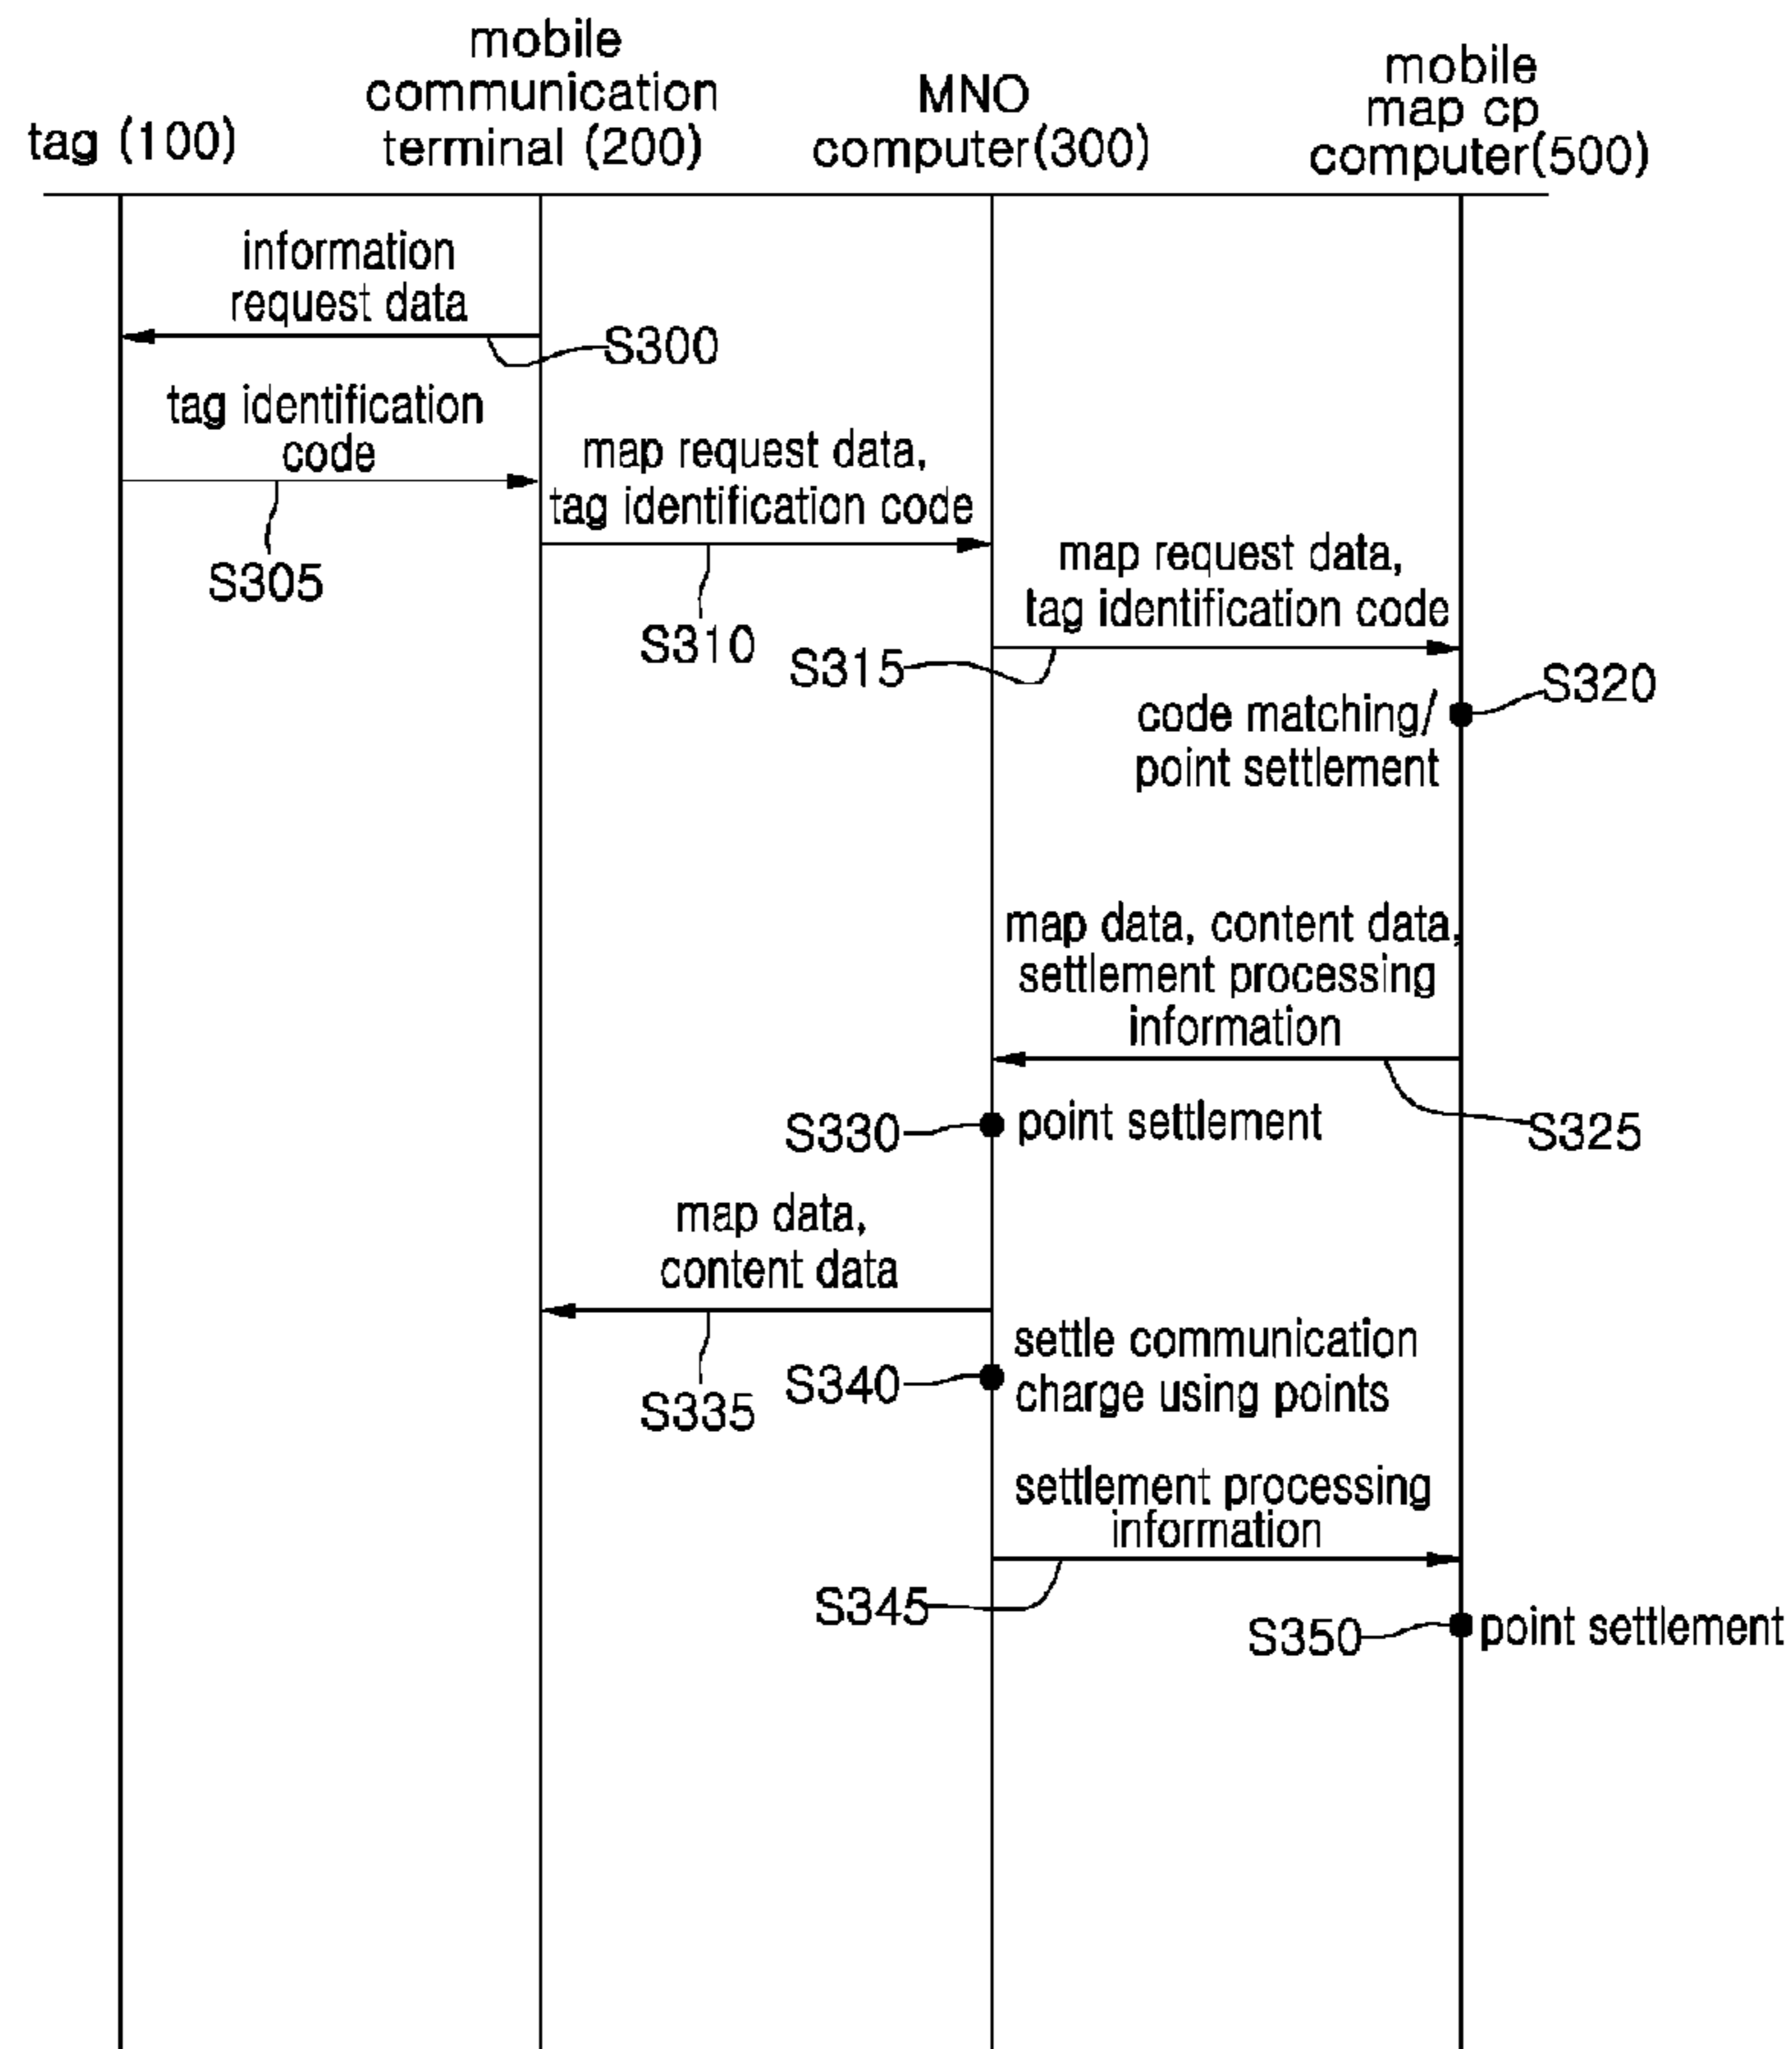 tag (100)
mobile
communication
terminal (200)
MNO
computer(300)
mobile
map cp
computer(500)
information
request data
S300
tag identification
code
S305
map request data,
tag identification code
S310
map request data,
tag identification code
S315
S320
code matching/
point settlement
map data, content data,
settlement processing
information
S325
S330
point settlement
map data,
content data
S335
S340
settle communication
charge using points
settlement processing
information
S345
S350
point settlement